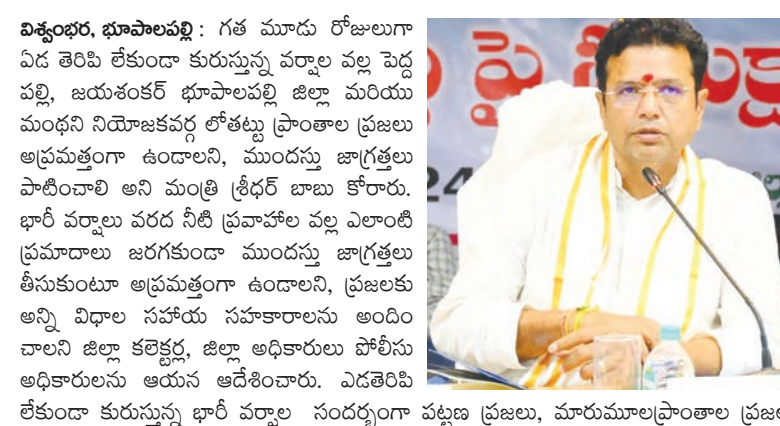 విశ్వంభర, భూపాలపల్లి : గత మూడు రోజులుగా
ఏడ తెరిపి లేకుండా కురుస్తున్న వర్షాల వల్ల పెద్ద
పల్లి, జయశంకర్ భూపాలపల్లి జిల్లా మరియు
మంథని నియోజకవర్గ లోతట్టు ప్రాంతాల ప్రజలు
అప్రమత్తంగా ఉండాలని, ముందస్తు జాగ్రత్తలు
పాటించాలి అని మంత్రి శ్రీధర్ బాబు కోరారు.
భారీ వర్షాలు వరద నీటి ప్రవాహాల వల్ల ఎలాంటి
ప్రమాదాలు జరగకుండా ముందస్తు జాగ్రత్తలు
తీసుకుంటూ అప్రమత్తంగా ఉండాలని, ప్రజలకు
అన్ని విధాల సహాయ సహకారాలను అందిం
చాలని జిల్లా కలెక్టర్ల, జిల్లా అధికారులు పోలీసు
అధికారులను ఆయన ఆదేశించారు. ఎడతెరిపి
లేకుండా కురుస్తున్న భారీ వర్షాల సందర్భంగా పట్టణ ప్రజలు, మారుమూలప్రాంతాల
పై
24